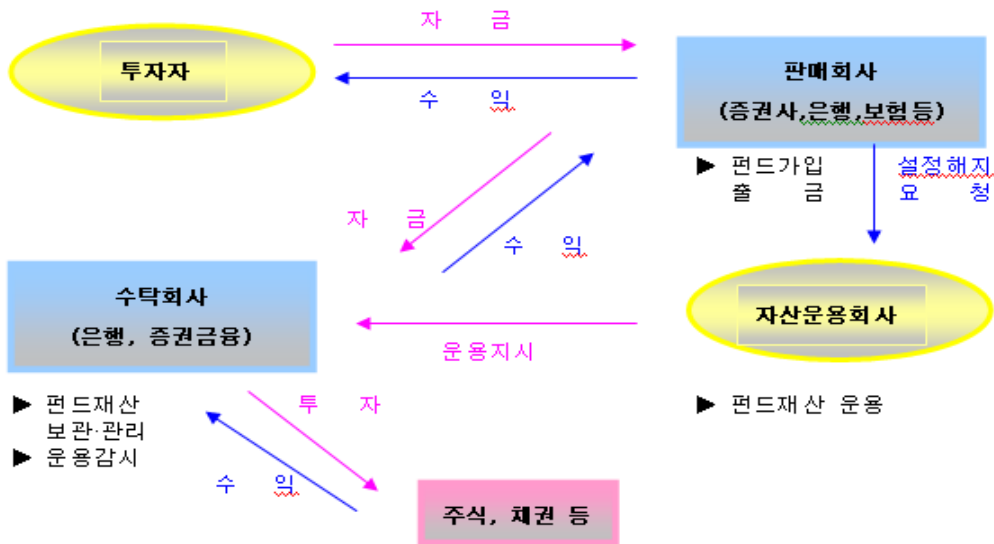 자 금
투자자
수 익
판매회사
(증권사,은행,보험등)
▶ 펀드가입
출 금
설정해지
요 청
자 금
수 익
수탁회사
(은행, 증권금융)
운용지시
자산운용회사
▶ 펀드재산
보관·관리
▶ 운용감시
투 자
수 익
▶ 펀드재산 운용
주식, 채권 등